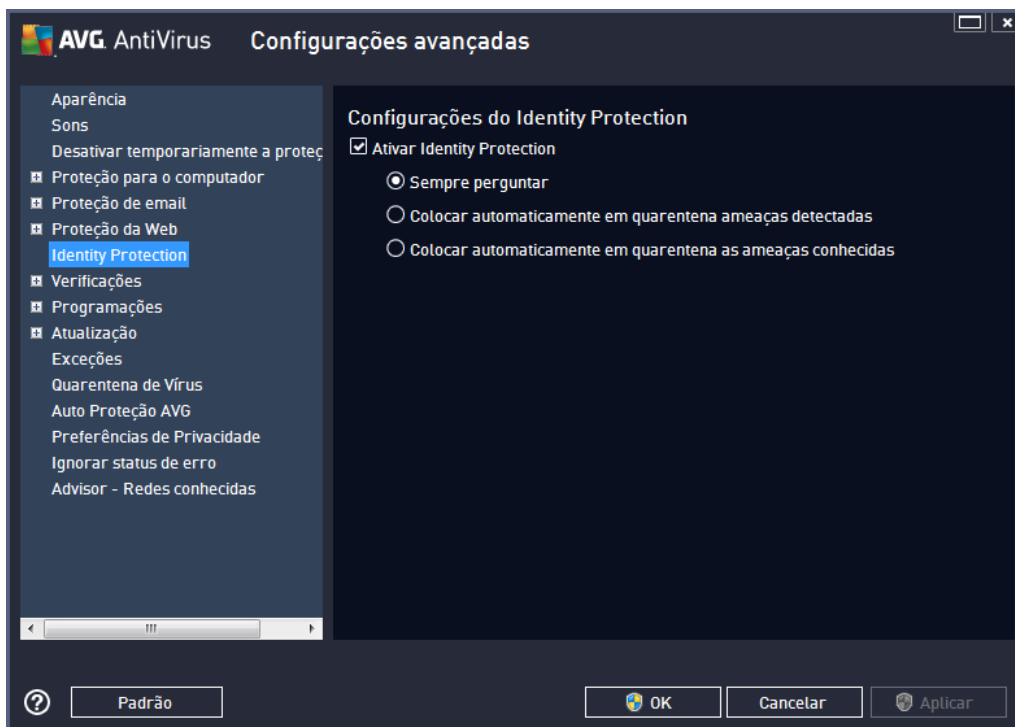 AVG. AntiVirus Configurações avançadas
Aparência
Sons
Desativar temporariamente a proteç
Proteção para o computador
Proteção de email
Proteção da Web
Identity Protection
Verificações
Programações
Atualização
Exceções
Quarentena de Vírus
Auto Proteção AVG
Preferências de Privacidade
Ignorar status de erro
Advisor - Redes conhecidas
Configurações do Identity Protection
Ativar Identity Protection
Sempre perguntar
Colocar automaticamente em quarentena ameaças detectadas
Colocar automaticamente em quarentena as ameaças conhecidas
? Padrão OK Cancelar Aplicar